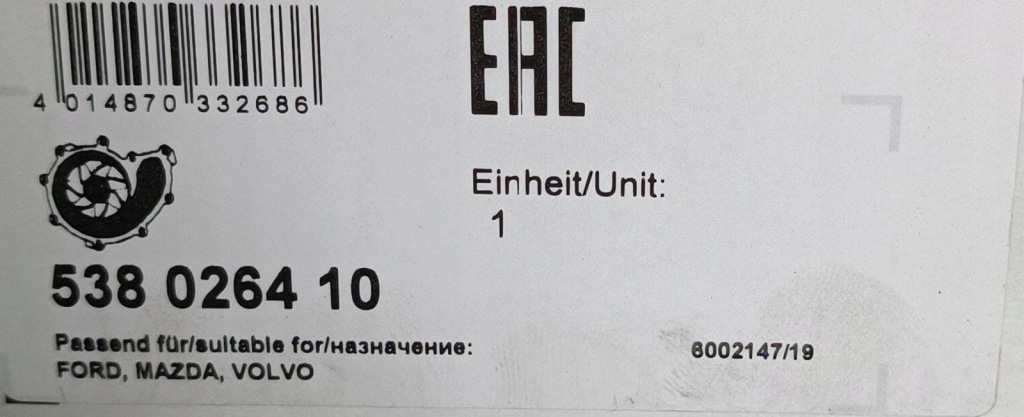 4 014870 332686
EAC
Einheit/Unit:
1
538 0264 10
Passend für/suitable for/назначение:
FORD, MAZDA, VOLVO
6002147/19